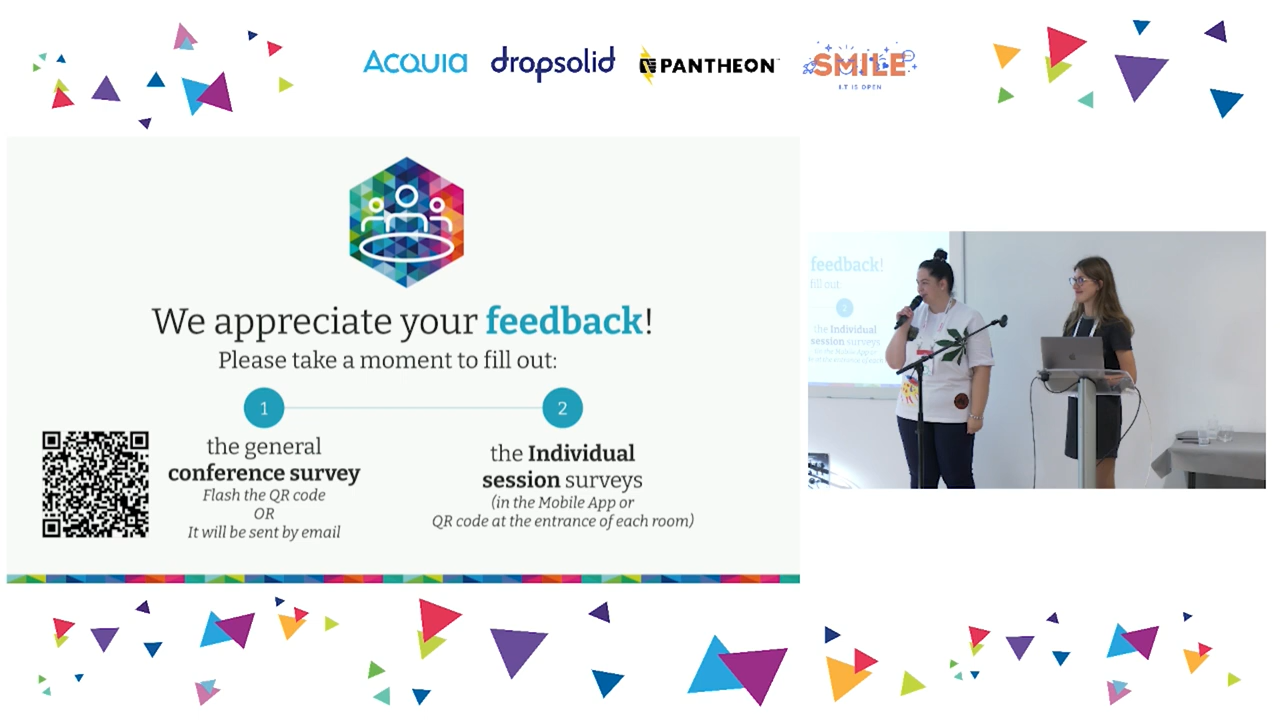 ACQUIA
dropsolid
PANTHEON
SMILE
I.T IS OPEN
We appreciate your feedback!
Please take a moment to fill out:
1
2
the general
conference survey
Flash the QR code
OR
It will be sent by email
the Individual
session surveys
(in the Mobile App or
QR code at the entrance of each room)
feedback!
fill out:
the Individual
session surveys